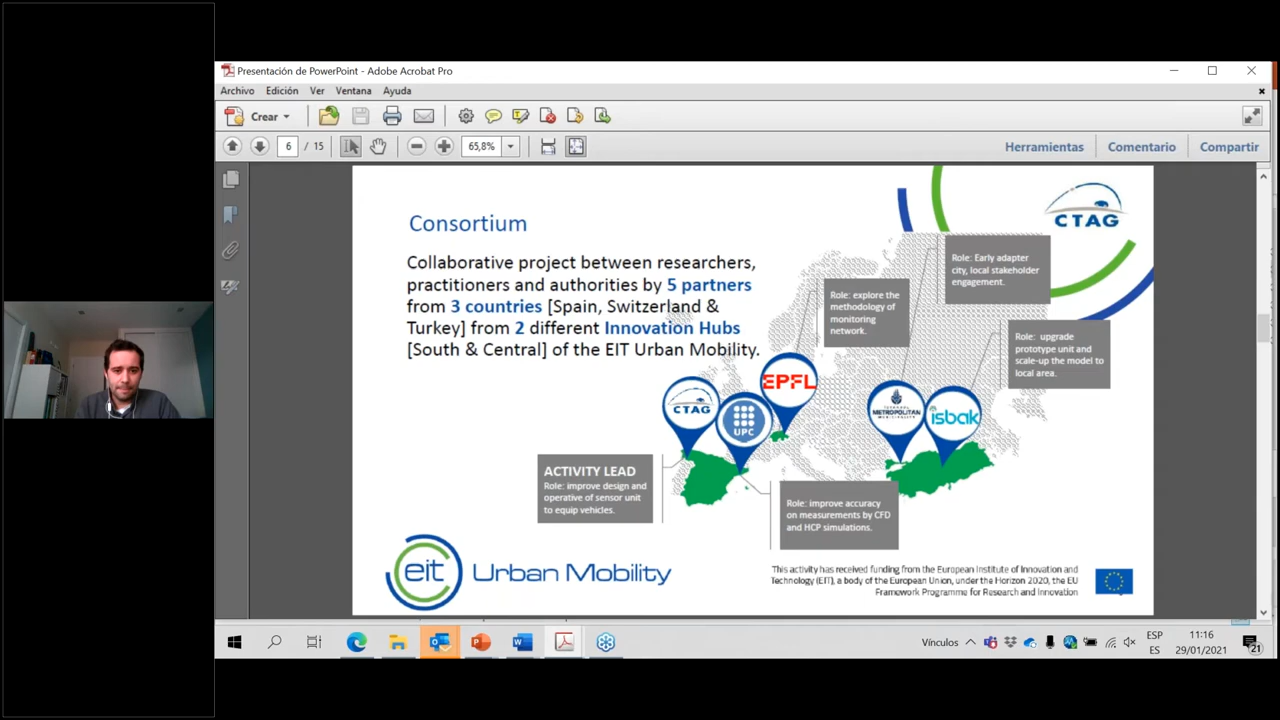 Presentación de PowerPoint - Adobe Acrobat Pro
Archivo Edición Ver Ventana Ayuda
Crear
6 / 15
65,8%
Herramientas Comentario Compartir
CTAG
Consortium
Collaborative project between researchers,
practitioners and authorities by 5 partners
from 3 countries [Spain, Switzerland &
Turkey] from 2 different Innovation Hubs
[South & Central] of the EIT Urban Mobility.
Role: Early adapter
city, local stakeholder
engagement.
Role: explore the
methodology of
monitoring
network.
Role: upgrade
prototype unit and
scale-up the model to
local area.
CTAG
UPC
EPFL
METROPOLITAN
isbak
ACTIVITY LEAD
Role: improve design and
operative of sensor unit
to equip vehicles.
Role: improve accuracy
on measurements by CFD
and HCP simulations.
eit Urban Mobility
This activity has received funding from the European Institute of Innovation and
Technology (EIT), a body of the European Union, under the Horizon 2020, the EU
Framework Programme for Research and Innovation
Vínculos
ESP
ES
11:16
29/01/2021
21